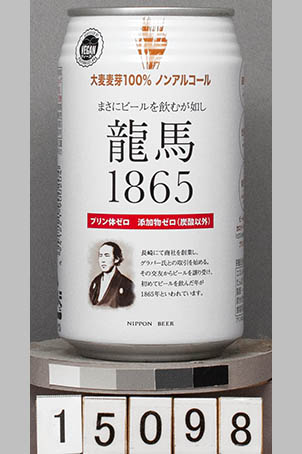 VEGAN
大麦麦芽100% ノンアルコール
まさにビールを飲むが如し
龍馬
1865
プリン体ゼロ 添加物ゼロ(炭酸以外)
長崎にて商社を創業し、
グラバー氏との取引を始める。
その交友からビールを譲り受け、
初めてビールを飲んだ年が
1865年といわれています。
NIPPON BEER
15098